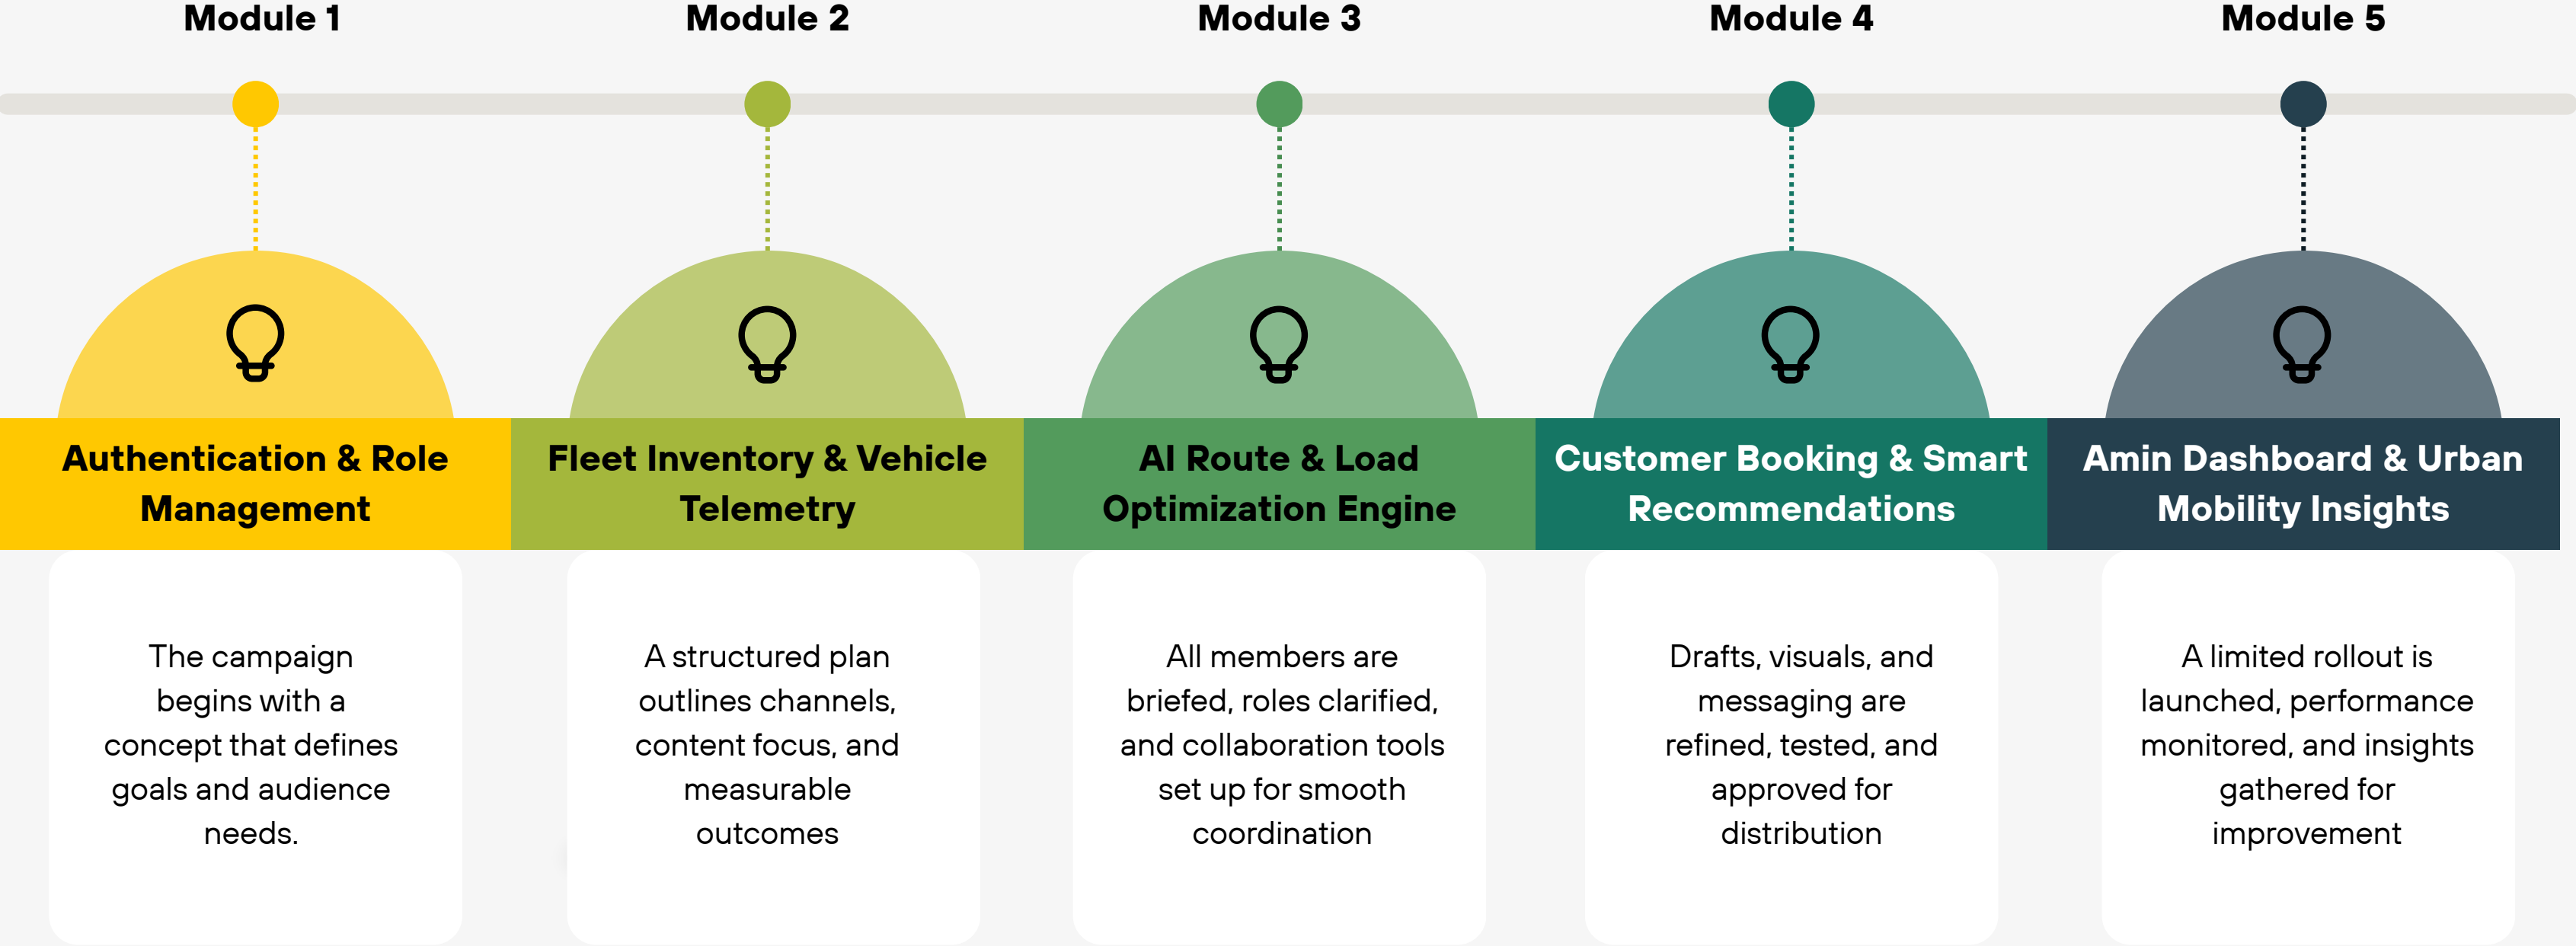 Module 1
Module 2
Module 3
Module 4
Module 5
Authentication & Role
Management
Fleet Inventory & Vehicle
Telemetry
AI Route & Load
Optimization Engine
Customer Booking & Smart
Recommendations
Amin Dashboard & Urban
Mobility Insights
The campaign
begins with a
concept that defines
goals and audience
needs.
A structured plan
outlines channels,
content focus, and
measurable
outcomes
All members are
briefed, roles clarified,
and collaboration tools
set up for smooth
coordination
Drafts, visuals, and
messaging are
refined, tested, and
approved for
distribution
A limited rollout is
launched, performance
monitored, and insights
gathered for
improvement